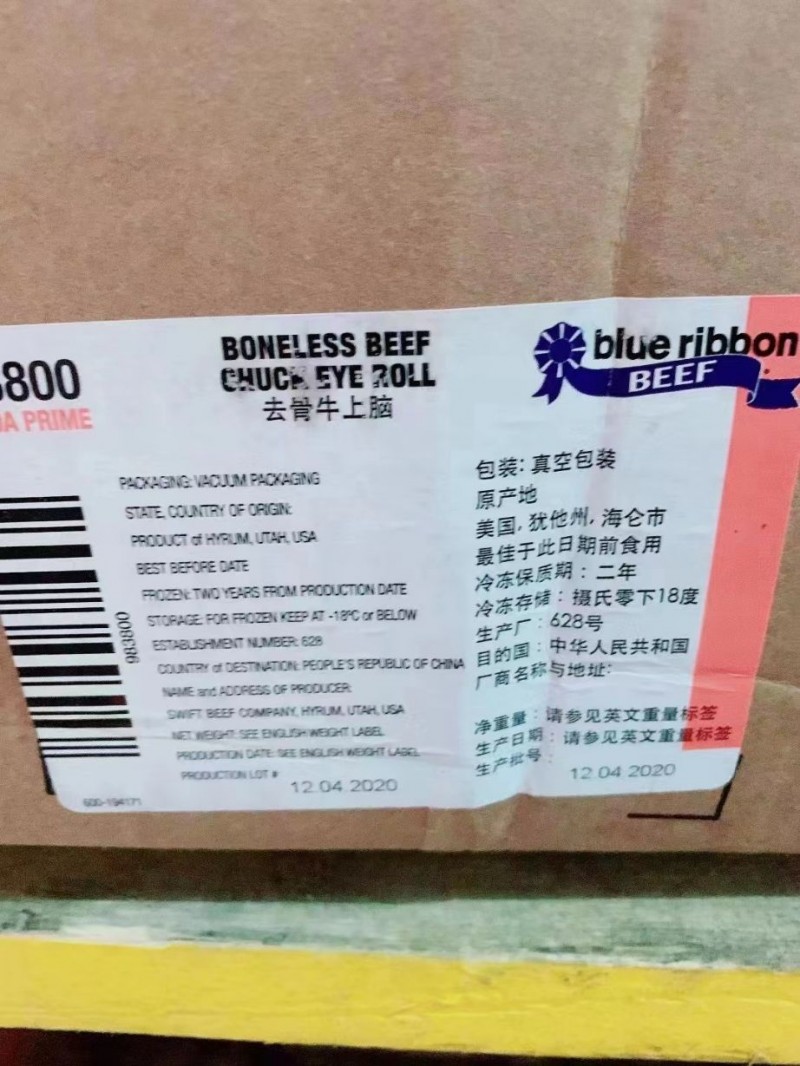 BONELESS BEEF
CHUCK EYE ROLL
去骨牛上脑
blue ribbon
BEEF
3800
DA PRIME
983800
PACKAGING: VACUUM PACKAGING
STATE, COUNTRY OF ORIGIN:
PRODUCT of HYRUM, UTAH, USA
BEST BEFORE DATE
FROZEN: TWO YEARS FROM PRODUCTION DATE
STORAGE: FOR FROZEN KEEP AT -18°C or BELOW
ESTABLISHMENT NUMBER: 628
COUNTRY of DESTINATION: PEOPLE'S REPUBLIC OF CHINA
NAME and ADDRESS OF PRODUCER:
SWIFT BEEF COMPANY, HYRUM, UTAH, USA
NET WEIGHT: SEE ENGLISH WEIGHT LABEL
PRODUCTION DATE: SEE ENGLISH WEIGHT LABEL
PRODUCTION LOT #
12.04.2020
600-194171
包装: 真空包装
原产地
美国, 犹他州, 海仑市
最佳于此日期前食用
冷冻保质期: 二年
冷冻存储: 摄氏零下18度
生产厂: 628号
目的国: 中华人民共和国
厂商名称与地址:
净重量: 请参见英文重量标签
生产日期: 请参见英文重量标签
生产批号:
12.04.2020